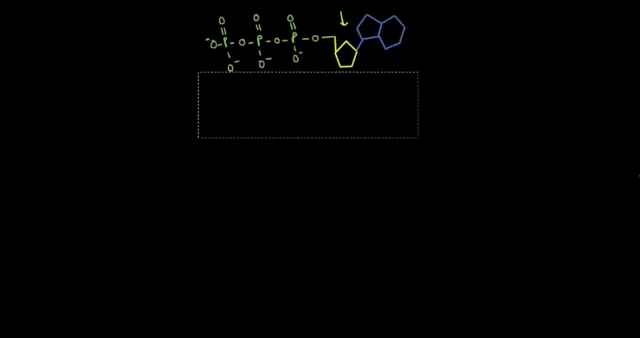 O O O
⁻O - P - O - P - O - P - O
O⁻ O⁻ O⁻